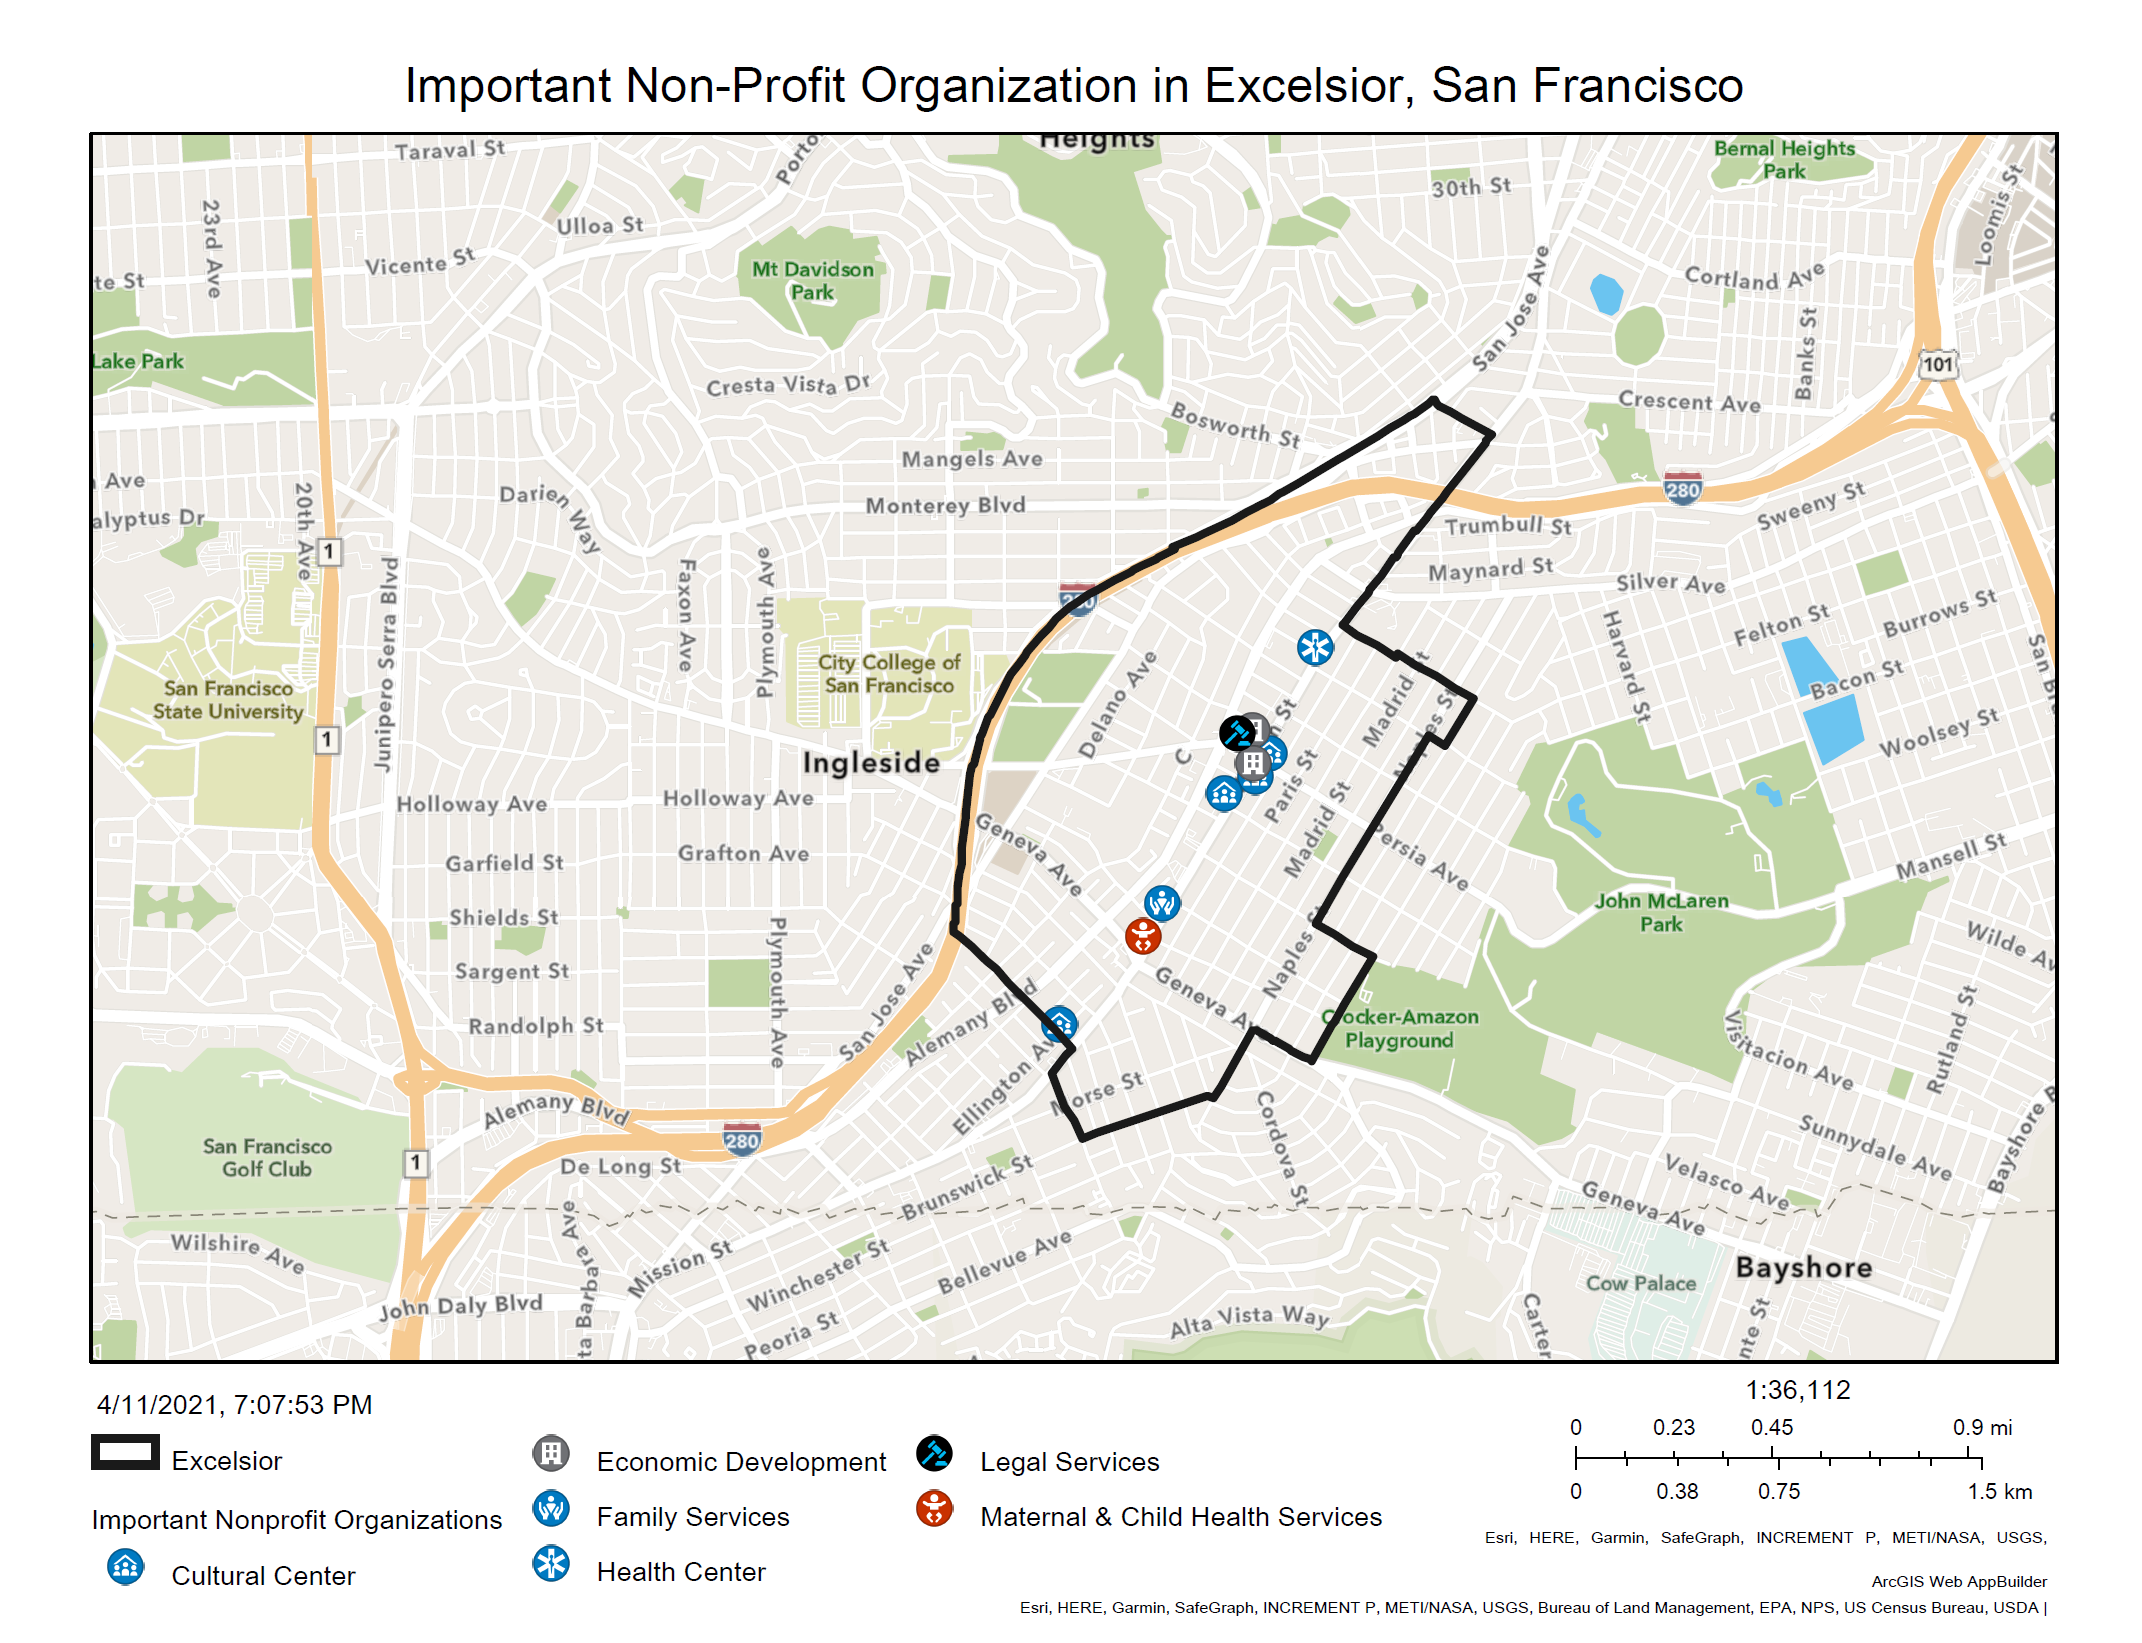 Important Non-Profit Organization in Excelsior, San Francisco
Heights
Taraval St
Porto
30th St
Bernal Heights
Park
Loomis St
23rd Ave
Ulloa St
Vicente St
te St
Mt Davidson
Park
Cortland Ave
San Jose Ave
Banks St
Lake Park
101
Cresta Vista Dr
Bosworth St
Crescent Ave
Mangels Ave
Ave
20th Ave
Darien Way
Monterey Blvd
280
Sweeny St
alyptus Dr
Trumbull St
1
Maynard St
Silver Ave
Juniperо Serra Blvd
Faxon Ave
Plymouth Ave
280
Harvard St
Felton St
Burrows St
San Br
City College of
San Francisco
San Francisco
State University
Delano Ave
Madrid
Naples St
Bacon St
Woolsey St
1
C
n St
Paris St
Ingleside
Holloway Ave
Holloway Ave
Madrid St
Geneva Ave
Persia Ave
Grafton Ave
Garfield St
Mansell St
John McLaren
Park
Shields St
Plymouth Ave
Naples
Wilde Av
Sargent St
San Jose Ave
Alemany Blvd
Geneva Ave
Crocker-Amazon
Playground
Visitacion Ave
Rutland St
Randolph St
Ellington Av
Morse St
Cordova St
Alemany Blvd
280
Sunnydale Ave
Bayshore B
San Francisco
Golf Club
1
De Long St
Brunswick St
Velasco Ave
Geneva Ave
Wilshire Ave
ta Barbara Ave
Mission St
Winchester St
Bellevue Ave
Cow Palace
Bayshore
John Daly Blvd
Peoria St
Alta Vista Way
Carter
nte St
4/11/2021, 7:07:53 PM
1:36,112
0 0.23 0.45 0.9 mi
0 0.38 0.75 1.5 km
Excelsior
Important Nonprofit Organizations
Cultural Center
Economic Development
Family Services
Health Center
Legal Services
Maternal & Child Health Services
Esri, HERE, Garmin, SafeGraph, INCREMENT P, METI/NASA, USGS,
ArcGIS Web AppBuilder
Esri, HERE, Garmin, SafeGraph, INCREMENT P, METI/NASA, USGS, Bureau of Land Management, EPA, NPS, US Census Bureau, USDA |